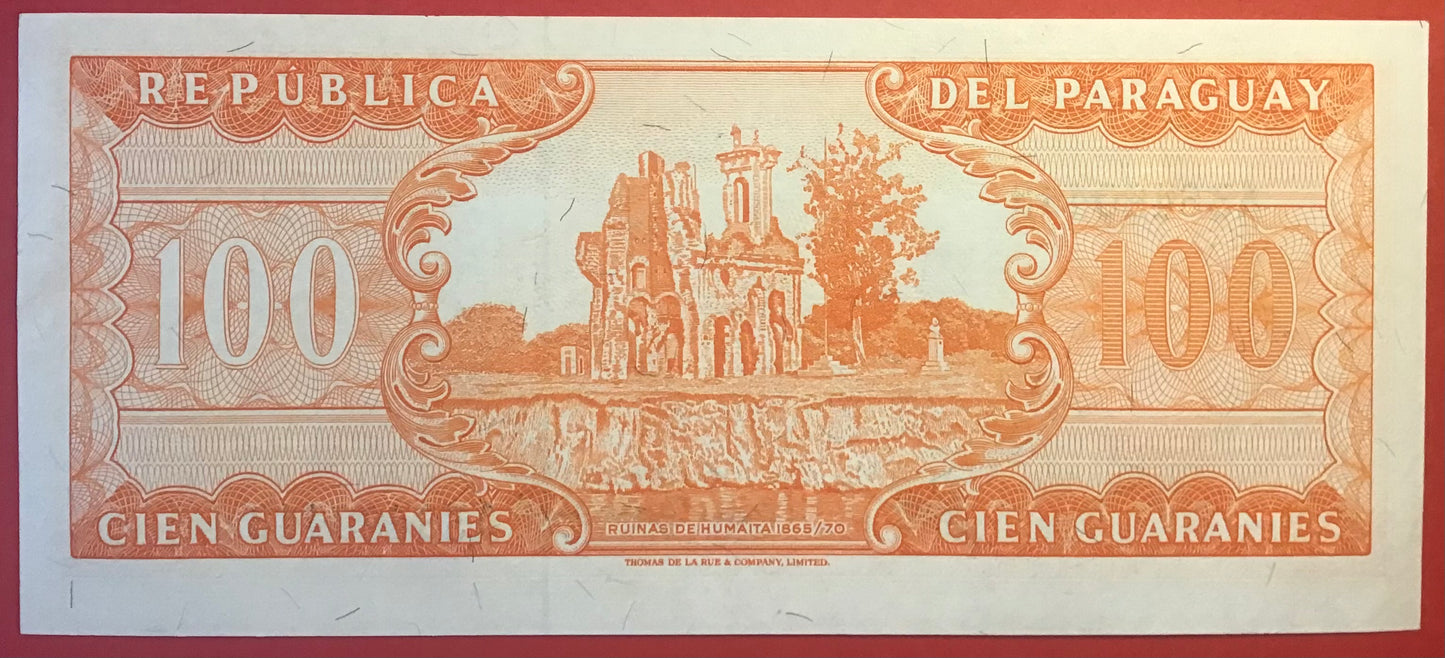 REPÚBLICA DEL PARAGUAY
100 100
CIEN GUARANIES CIEN GUARANIES
RUINAS DE HUMAITA 1865/70
THOMAS DE LA RUE & COMPANY, LIMITED.